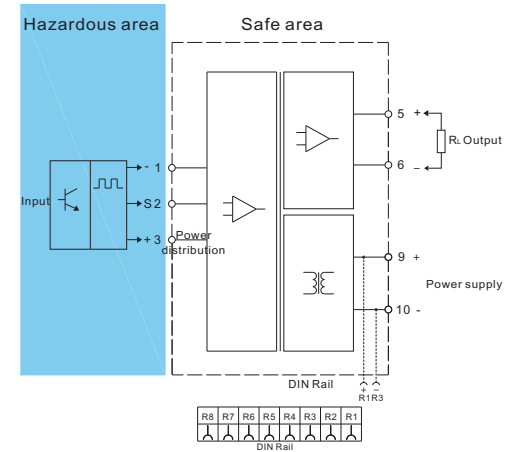 Hazardous area
Safe area
5 +
RL Output
6 -
- 1
Input
S 2
+ 3
Power
distribution
9 +
Power supply
10 -
DIN Rail
+ -
R1 R3
R8 R7 R6 R5 R4 R3 R2 R1
DIN Rail